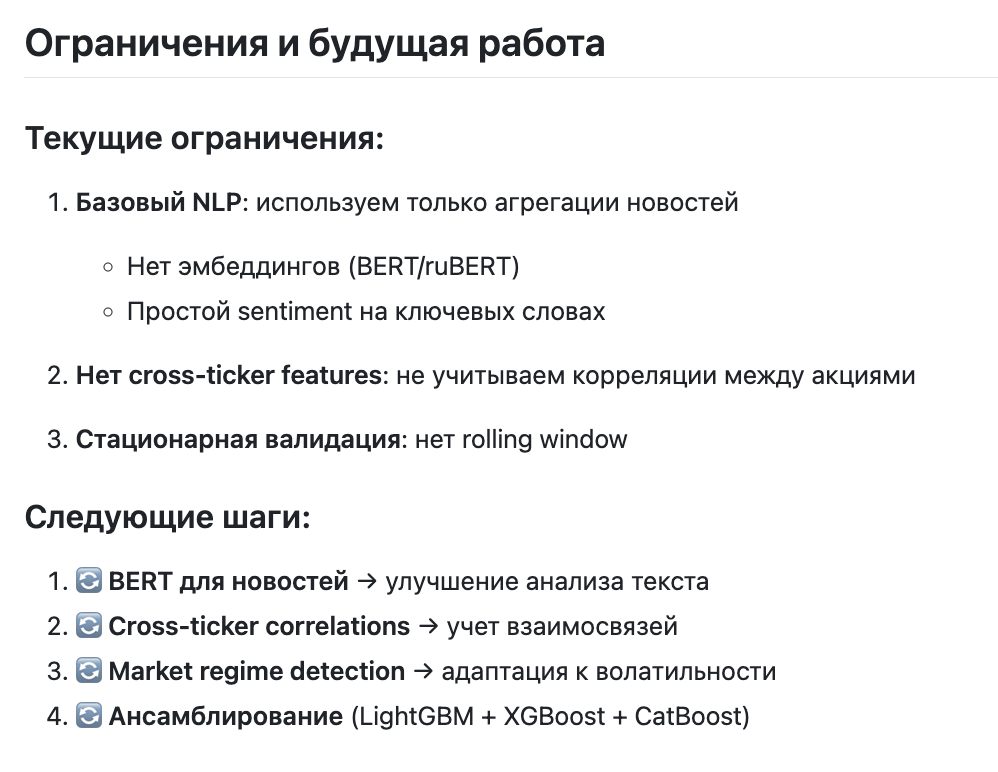 Ограничения и будущая работа
Текущие ограничения:
1. Базовый NLP: используем только агрегации новостей
◦ Нет эмбеддингов (BERT/ruBERT)
◦ Простой sentiment на ключевых словах
2. Нет cross-ticker features: не учитываем корреляции между акциями
3. Стационарная валидация: нет rolling window
Следующие шаги:
1. 🔄 BERT для новостей → улучшение анализа текста
2. 🔄 Cross-ticker correlations → учет взаимосвязей
3. 🔄 Market regime detection → адаптация к волатильности
4. 🔄 Ансамблирование (LightGBM + XGBoost + CatBoost)